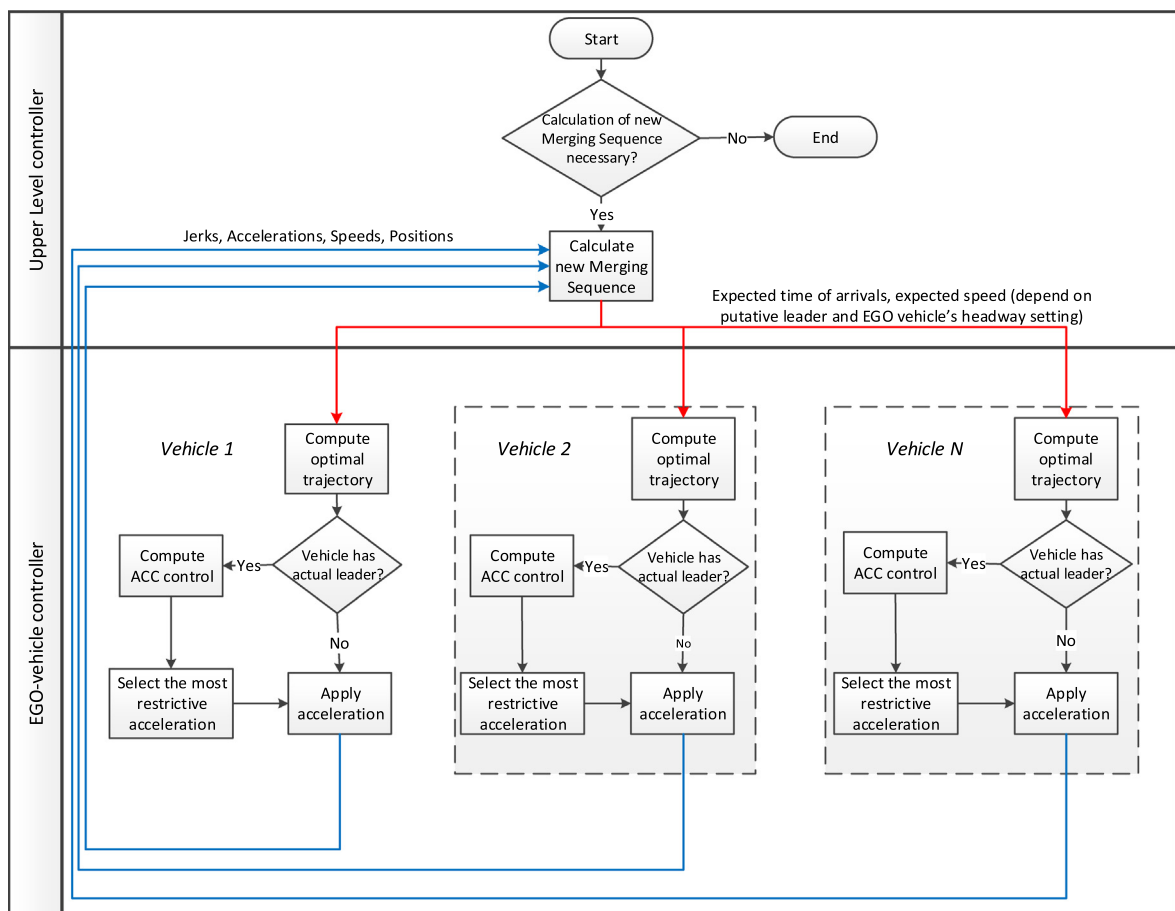 Upper Level controller
Start
Calculation of new
Merging Sequence
necessary?
No
End
Yes
Jerks, Accelerations, Speeds, Positions
Calculate
new Merging
Sequence
Expected time of arrivals, expected speed (depend on
putative leader and EGO vehicle’s headway setting)
EGO-vehicle controller
Vehicle 1
Compute
optimal
trajectory
Vehicle has
actual leader?
Yes
Compute
ACC control
No
Select the most
restrictive
acceleration
Apply
acceleration
Vehicle 2
Compute
optimal
trajectory
Vehicle has
actual leader?
Yes
Compute
ACC control
No
Select the most
restrictive
acceleration
Apply
acceleration
Vehicle N
Compute
optimal
trajectory
Vehicle has
actual leader?
Yes
Compute
ACC control
No
Select the most
restrictive
acceleration
Apply
acceleration